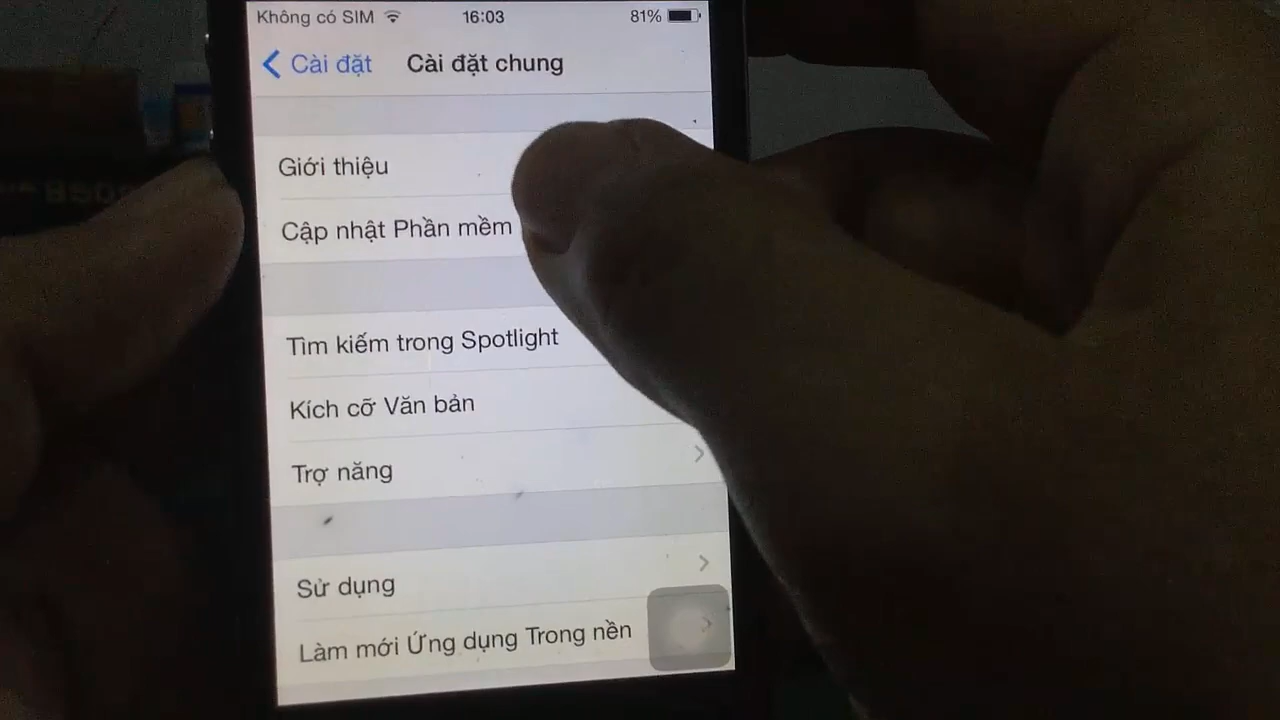 Không có SIM 16:03 81%
Cài đặt Cài đặt chung
Giới thiệu
Cập nhật Phần mềm
Tìm kiếm trong Spotlight
Kích cỡ Văn bản
Trợ năng
Sử dụng
Làm mới Ứng dụng Trong nền